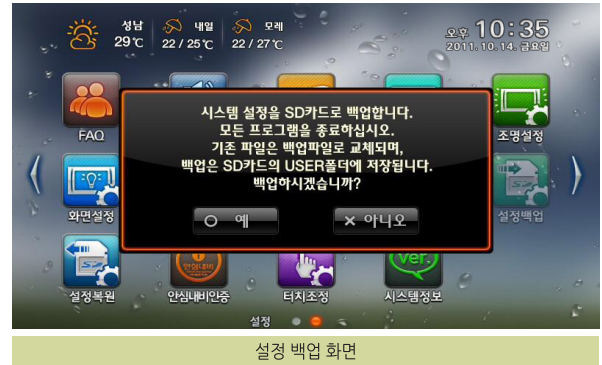 성남 내일 모레
29℃ 22 / 25℃ 22 / 27℃
오후 10:35
2011. 10. 14. 금요일
시스템 설정을 SD카드로 백업합니다.
모든 프로그램을 종료하십시오.
기존 파일은 백업파일로 교체되며,
백업은 SD카드의 USER폴더에 저장됩니다.
백업하시겠습니까?
예 아니오
FAQ 조명설정
화면설정 설정백업
안심내비
Ver.
설정복원 안심내비인증 터치조정 시스템정보
설정
설정 백업 화면